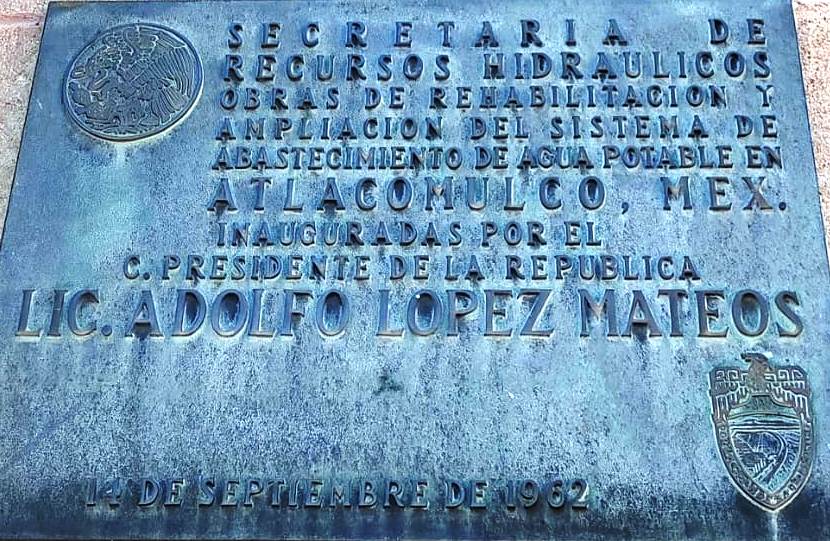 SECRETARIA DE
RECURSOS HIDRAULICOS
OBRAS DE REHABILITACION Y
AMPLIACION DEL SISTEMA DE
ABASTECIMIENTO DE AGUA POTABLE EN
ATLACOMULCO, MEX.
INAUGURADAS POR EL
C. PRESIDENTE DE LA REPUBLICA
LIC. ADOLFO LOPEZ MATEOS
14 DE SEPTIEMBRE DE 1962